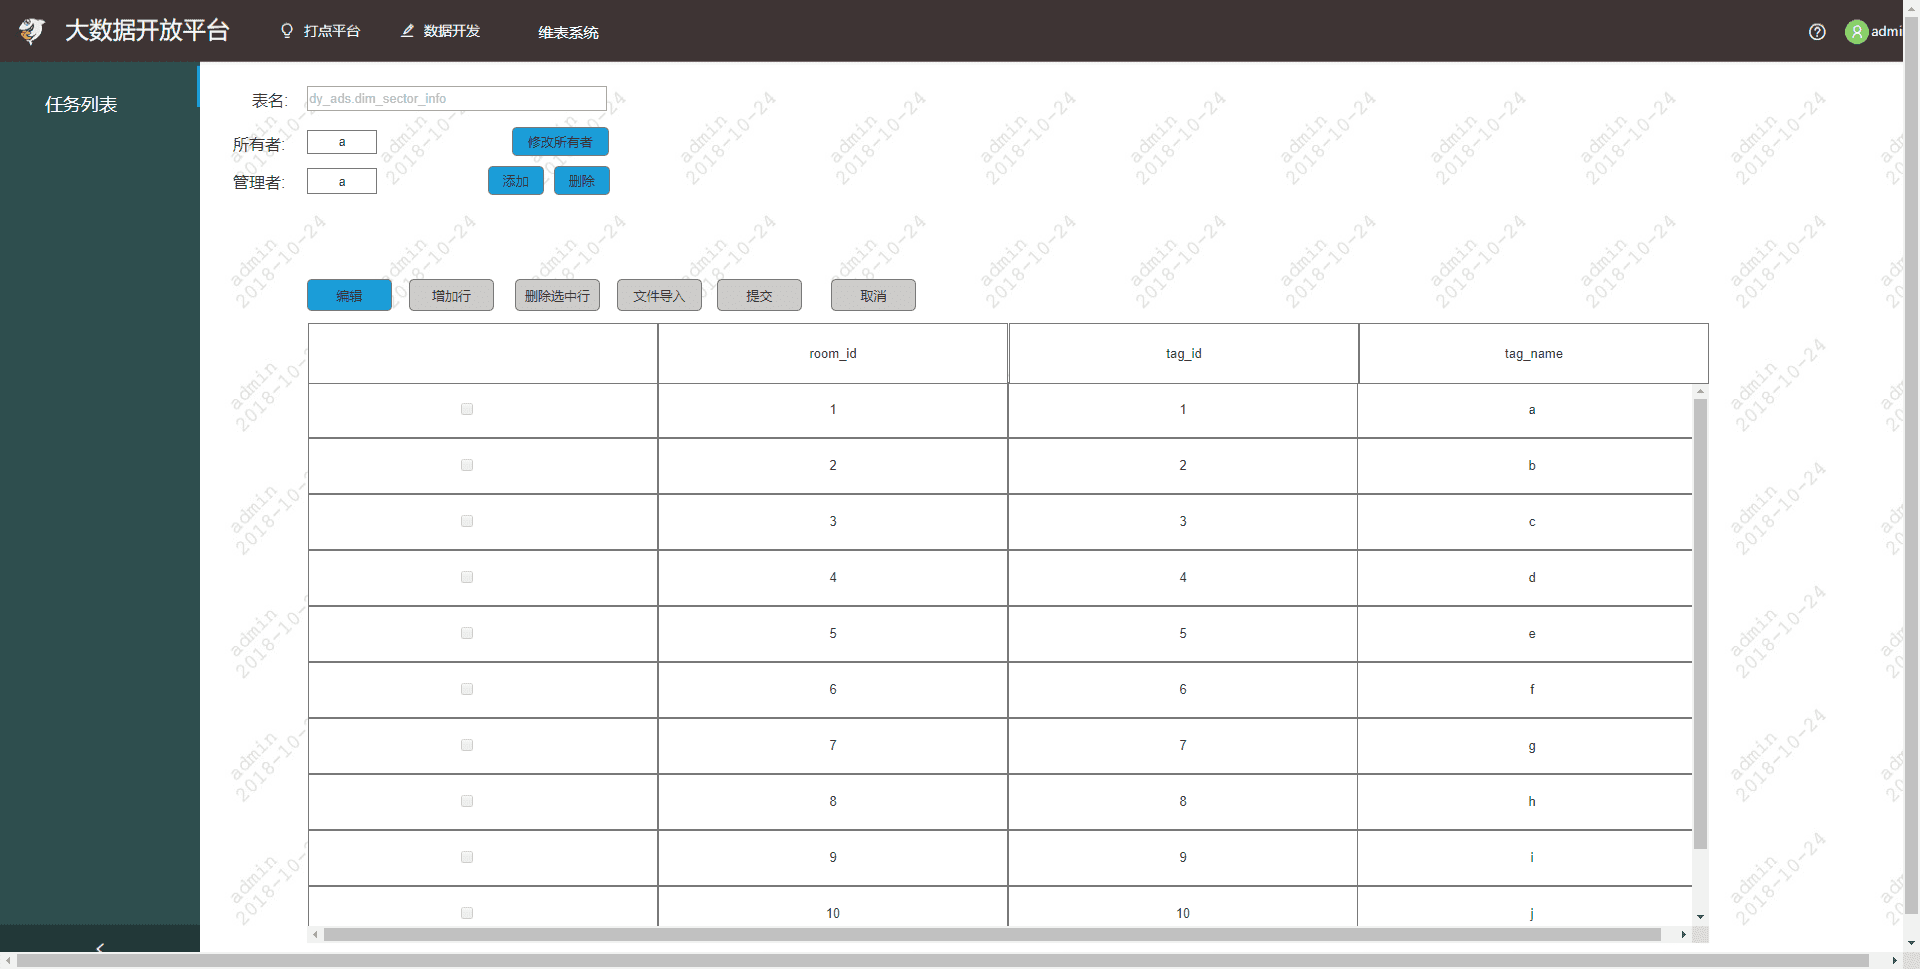 大数据开放平台 打点平台 数据开发 维表系统 admi
任务列表
表名: dy_ads.dim_sector_info
所有者: a 修改所有者
管理者: a 添加 删除
编辑 增加行 删除选中行 文件导入 提交 取消
room_id tag_id tag_name
1 1 a
2 2 b
3 3 c
4 4 d
5 5 e
6 6 f
7 7 g
8 8 h
9 9 i
10 10 j
admin
2018-10-24